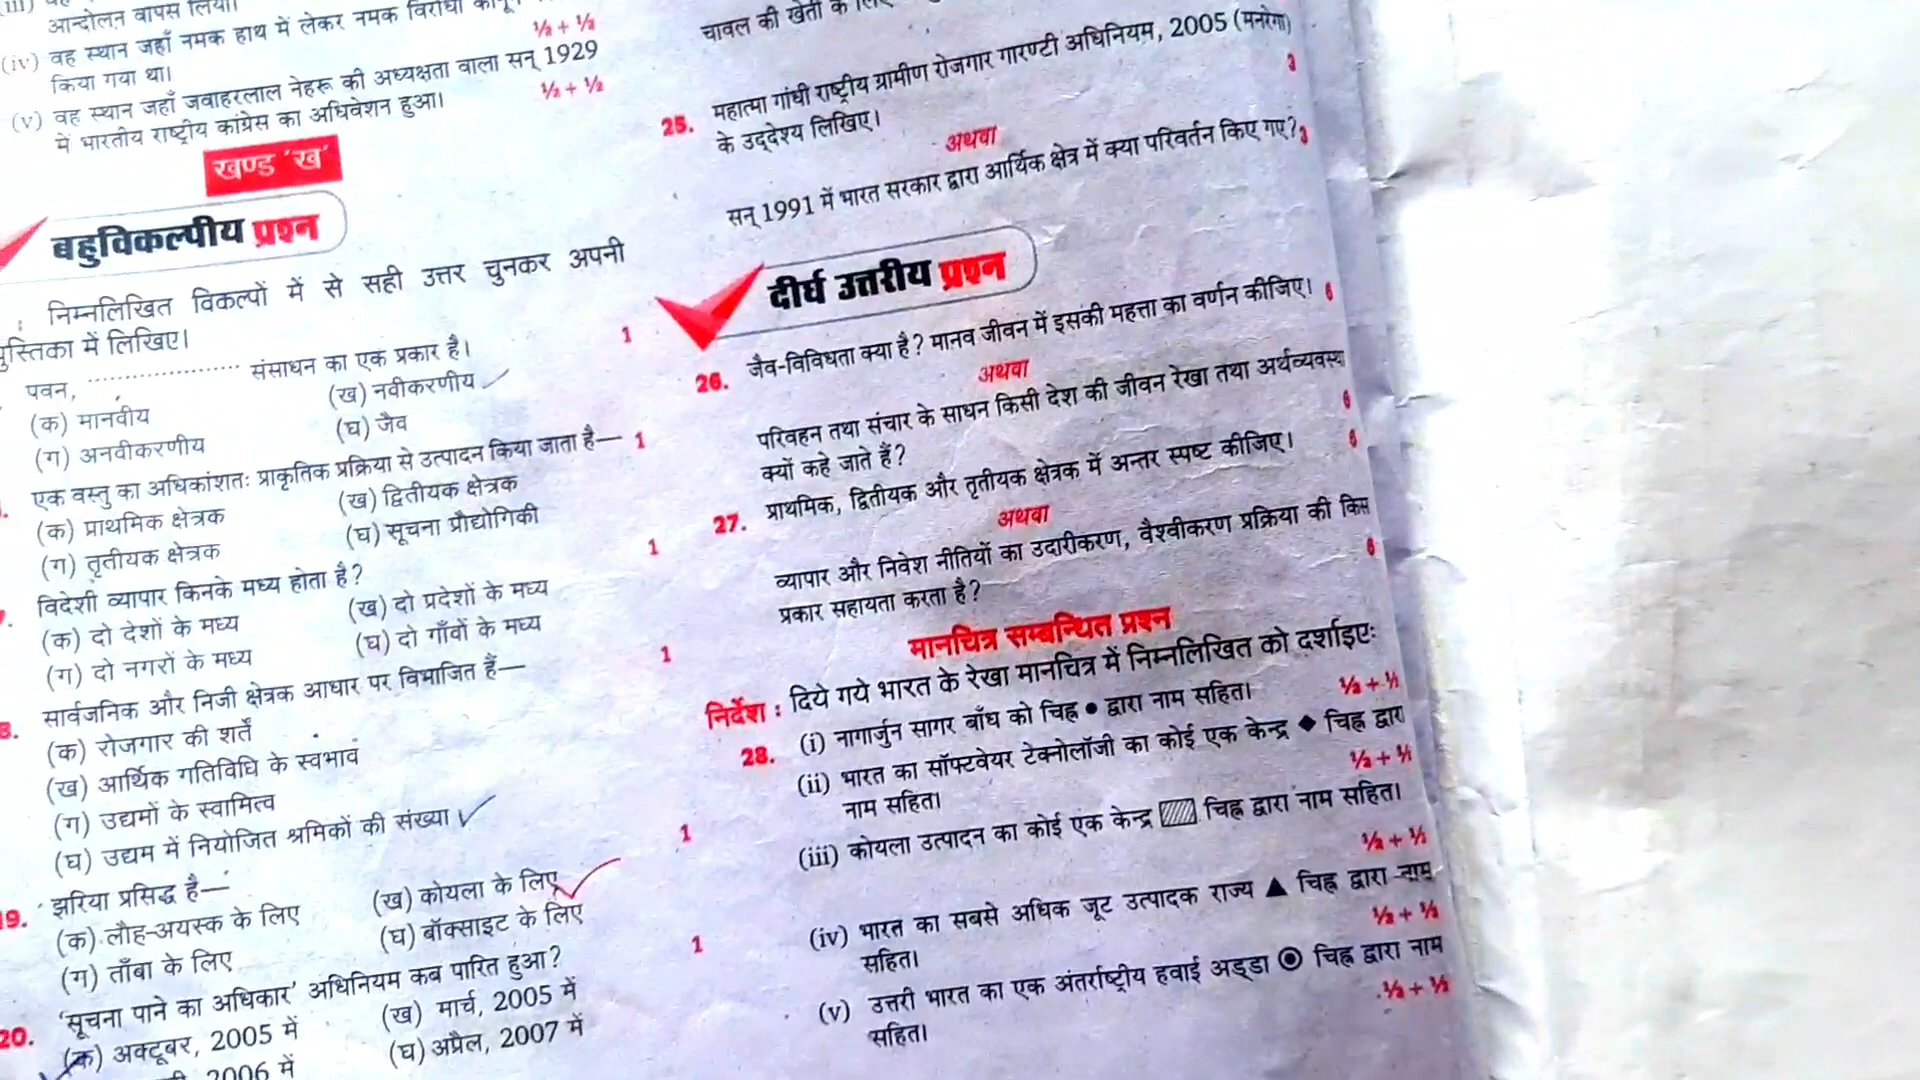 आन्दोलन वापस लिया।
(iv) वह स्थान जहाँ नमक हाथ में लेकर नमक विरोधी
किया गया था। ½ + ½
(v) वह स्थान जहाँ जवाहरलाल नेहरू की अध्यक्षता वाला सन् 1929
में भारतीय राष्ट्रीय कांग्रेस का अधिवेशन हुआ। ½ + ½
खण्ड 'ख'
बहुविकल्पीय प्रश्न
निम्नलिखित विकल्पों में से सही उत्तर चुनकर अपनी
पुस्तिका में लिखिए।
पवन, .................... संसाधन का एक प्रकार है। 1
(क) मानवीय (ख) नवीकरणीय
(ग) अनवीकरणीय (घ) जैव
एक वस्तु का अधिकांशतः प्राकृतिक प्रक्रिया से उत्पादन किया जाता है— 1
(क) प्राथमिक क्षेत्रक (ख) द्वितीयक क्षेत्रक
(ग) तृतीयक क्षेत्रक (घ) सूचना प्रौद्योगिकी
विदेशी व्यापार किनके मध्य होता है? 1
(क) दो देशों के मध्य (ख) दो प्रदेशों के मध्य
(ग) दो नगरों के मध्य (घ) दो गाँवों के मध्य
8. सार्वजनिक और निजी क्षेत्रक आधार पर विभाजित हैं— 1
(क) रोजगार की शर्तें
(ख) आर्थिक गतिविधि के स्वभाव
(ग) उद्यमों के स्वामित्व
(घ) उद्यम में नियोजित श्रमिकों की संख्या
19. झरिया प्रसिद्ध है— 1
(क) लौह-अयस्क के लिए (ख) कोयला के लिए
(ग) ताँबा के लिए (घ) बॉक्साइट के लिए
20. 'सूचना पाने का अधिकार' अधिनियम कब पारित हुआ? 1
(क) अक्टूबर, 2005 में (ख) मार्च, 2005 में
2006 में (घ) अप्रैल, 2007 में
चावल की खेती के
25. महात्मा गांधी राष्ट्रीय ग्रामीण रोजगार गारण्टी अधिनियम, 2005 (मनरेगा)
के उद्देश्य लिखिए। 3
अथवा
सन् 1991 में भारत सरकार द्वारा आर्थिक क्षेत्र में क्या परिवर्तन किए गए? 3
दीर्घ उत्तरीय प्रश्न
26. जैव-विविधता क्या है? मानव जीवन में इसकी महत्ता का वर्णन कीजिए। 6
अथवा
परिवहन तथा संचार के साधन किसी देश की जीवन रेखा तथा अर्थव्यवस्था
क्यों कहे जाते हैं? 6
27. प्राथमिक, द्वितीयक और तृतीयक क्षेत्रक में अन्तर स्पष्ट कीजिए। 6
अथवा
व्यापार और निवेश नीतियों का उदारीकरण, वैश्वीकरण प्रक्रिया की किस
प्रकार सहायता करता है? 6
मानचित्र सम्बन्धित प्रश्न
निर्देश : दिये गये भारत के रेखा मानचित्र में निम्नलिखित को दर्शाइएः
28. (i) नागार्जुन सागर बाँध को चिह्न ● द्वारा नाम सहित। ½ + ½
(ii) भारत का सॉफ्टवेयर टेक्नोलॉजी का कोई एक केन्द्र ◆ चिह्न द्वारा
नाम सहित। ½ + ½
(iii) कोयला उत्पादन का कोई एक केन्द्र ▨ चिह्न द्वारा नाम सहित।
½ + ½
(iv) भारत का सबसे अधिक जूट उत्पादक राज्य ▲ चिह्न द्वारा नाम
सहित। ½ + ½
(v) उत्तरी भारत का एक अंतर्राष्ट्रीय हवाई अड्डा ◉ चिह्न द्वारा नाम
सहित। ½ + ½